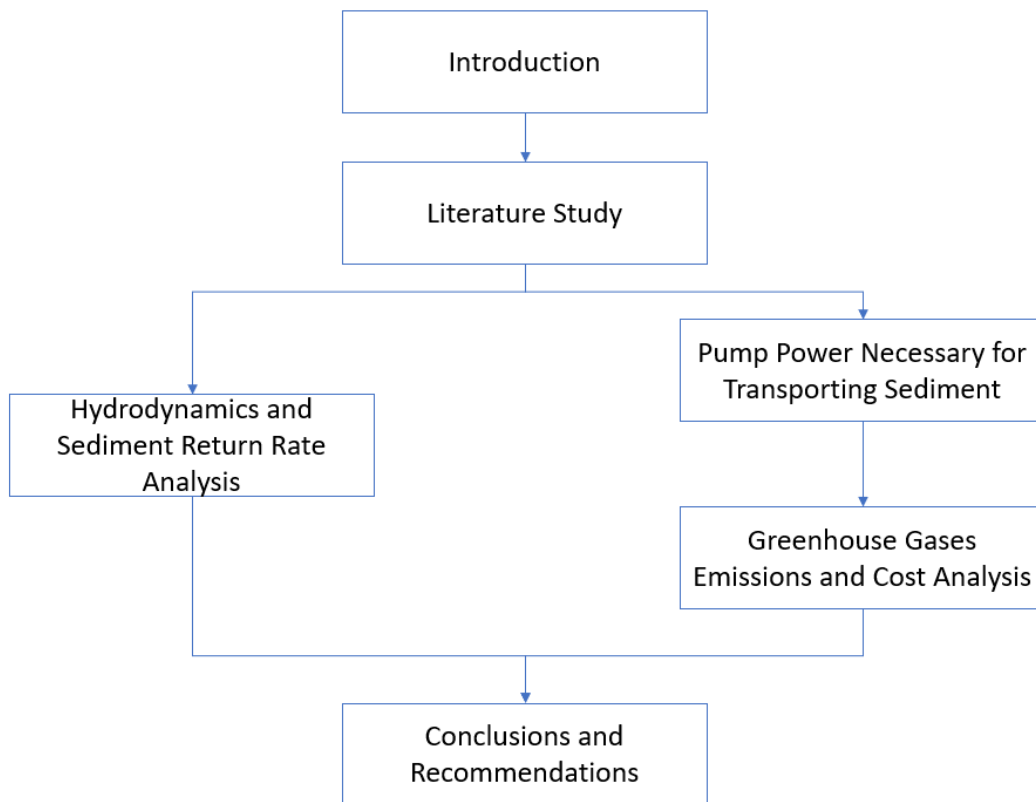 Introduction
Literature Study
Pump Power Necessary for
Transporting Sediment
Hydrodynamics and
Sediment Return Rate
Analysis
Greenhouse Gases
Emissions and Cost Analysis
Conclusions and
Recommendations